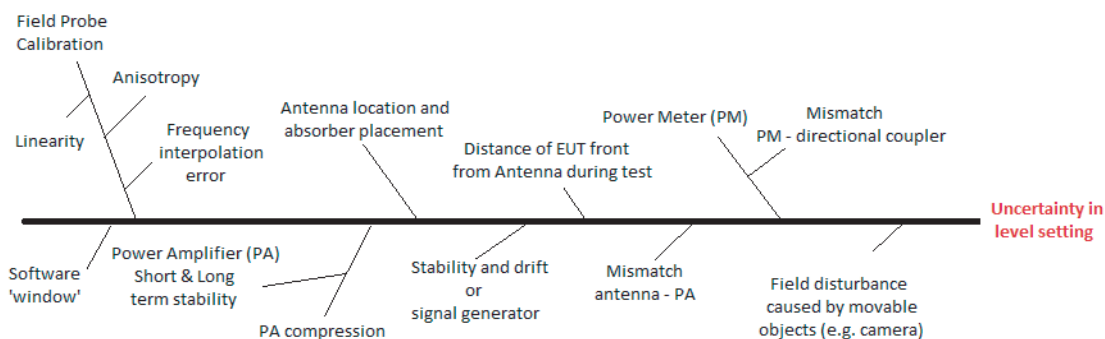 Field Probe
Calibration
Anisotropy
Linearity
Frequency
interpolation
error
Antenna location and
absorber placement
Distance of EUT front
from Antenna during test
Power Meter (PM)
Mismatch
PM - directional coupler
Uncertainty in
level setting
Software
'window'
Power Amplifier (PA)
Short & Long
term stability
PA compression
Stability and drift
or
signal generator
Mismatch
antenna - PA
Field disturbance
caused by movable
objects (e.g. camera)